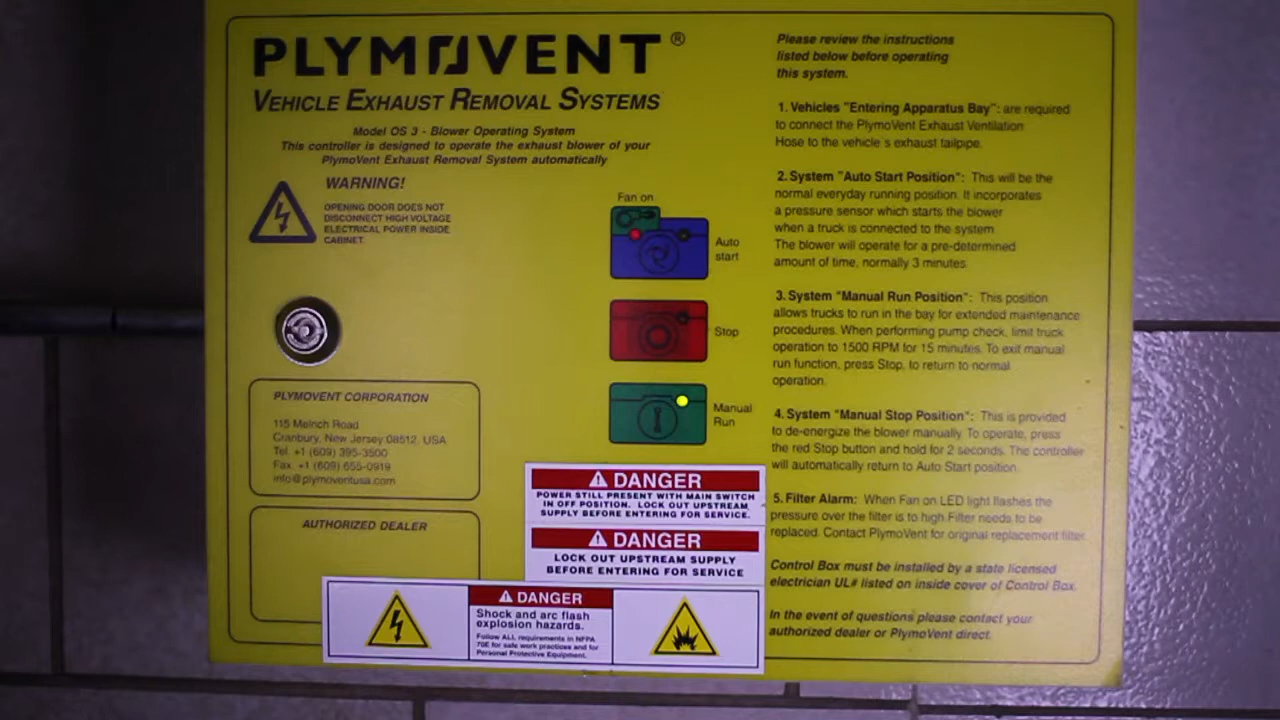 PLYMOVENT®
VEHICLE EXHAUST REMOVAL SYSTEMS
Model OS 3 - Blower Operating System
This controller is designed to operate the exhaust blower of your
PlymoVent Exhaust Removal System automatically
WARNING!
OPENING DOOR DOES NOT
DISCONNECT HIGH VOLTAGE
ELECTRICAL POWER INSIDE
CABINET.
Fan on
Auto
start
Stop
Manual
Run
PLYMOVENT CORPORATION
115 Melrich Road
Cranbury, New Jersey 08512, USA
Tel. +1 (609) 395-3500
Fax. +1 (609) 655-0919
info@plymoventusa.com
AUTHORIZED DEALER
DANGER
POWER STILL PRESENT WITH MAIN SWITCH
IN OFF POSITION. LOCK OUT UPSTREAM
SUPPLY BEFORE ENTERING FOR SERVICE.
DANGER
LOCK OUT UPSTREAM SUPPLY
BEFORE ENTERING FOR SERVICE
DANGER
Shock and arc flash
explosion hazards.
Follow ALL requirements in NFPA
70E for safe work practices and for
Personal Protective Equipment.
Please review the instructions
listed below before operating
this system.
1. Vehicles "Entering Apparatus Bay": are required
to connect the PlymoVent Exhaust Ventilation
Hose to the vehicle s exhaust tailpipe.
2. System "Auto Start Position": This will be the
normal everyday running position. It incorporates
a pressure sensor which starts the blower
when a truck is connected to the system
The blower will operate for a pre-determined
amount of time, normally 3 minutes.
3. System "Manual Run Position": This position
allows trucks to run in the bay for extended maintenance
procedures. When performing pump check, limit truck
operation to 1500 RPM for 15 minutes. To exit manual
run function, press Stop, to return to normal
operation.
4. System "Manual Stop Position": This is provided
to de-energize the blower manually. To operate, press
the red Stop button and hold for 2 seconds. The controller
will automatically return to Auto Start position.
5. Filter Alarm: When Fan on LED light flashes the
pressure over the filter is to high Filter needs to be
replaced. Contact PlymoVent for original replacement filter.
Control Box must be installed by a state licensed
electrician UL# listed on inside cover of Control Box.
In the event of questions please contact your
authorized dealer or PlymoVent direct.